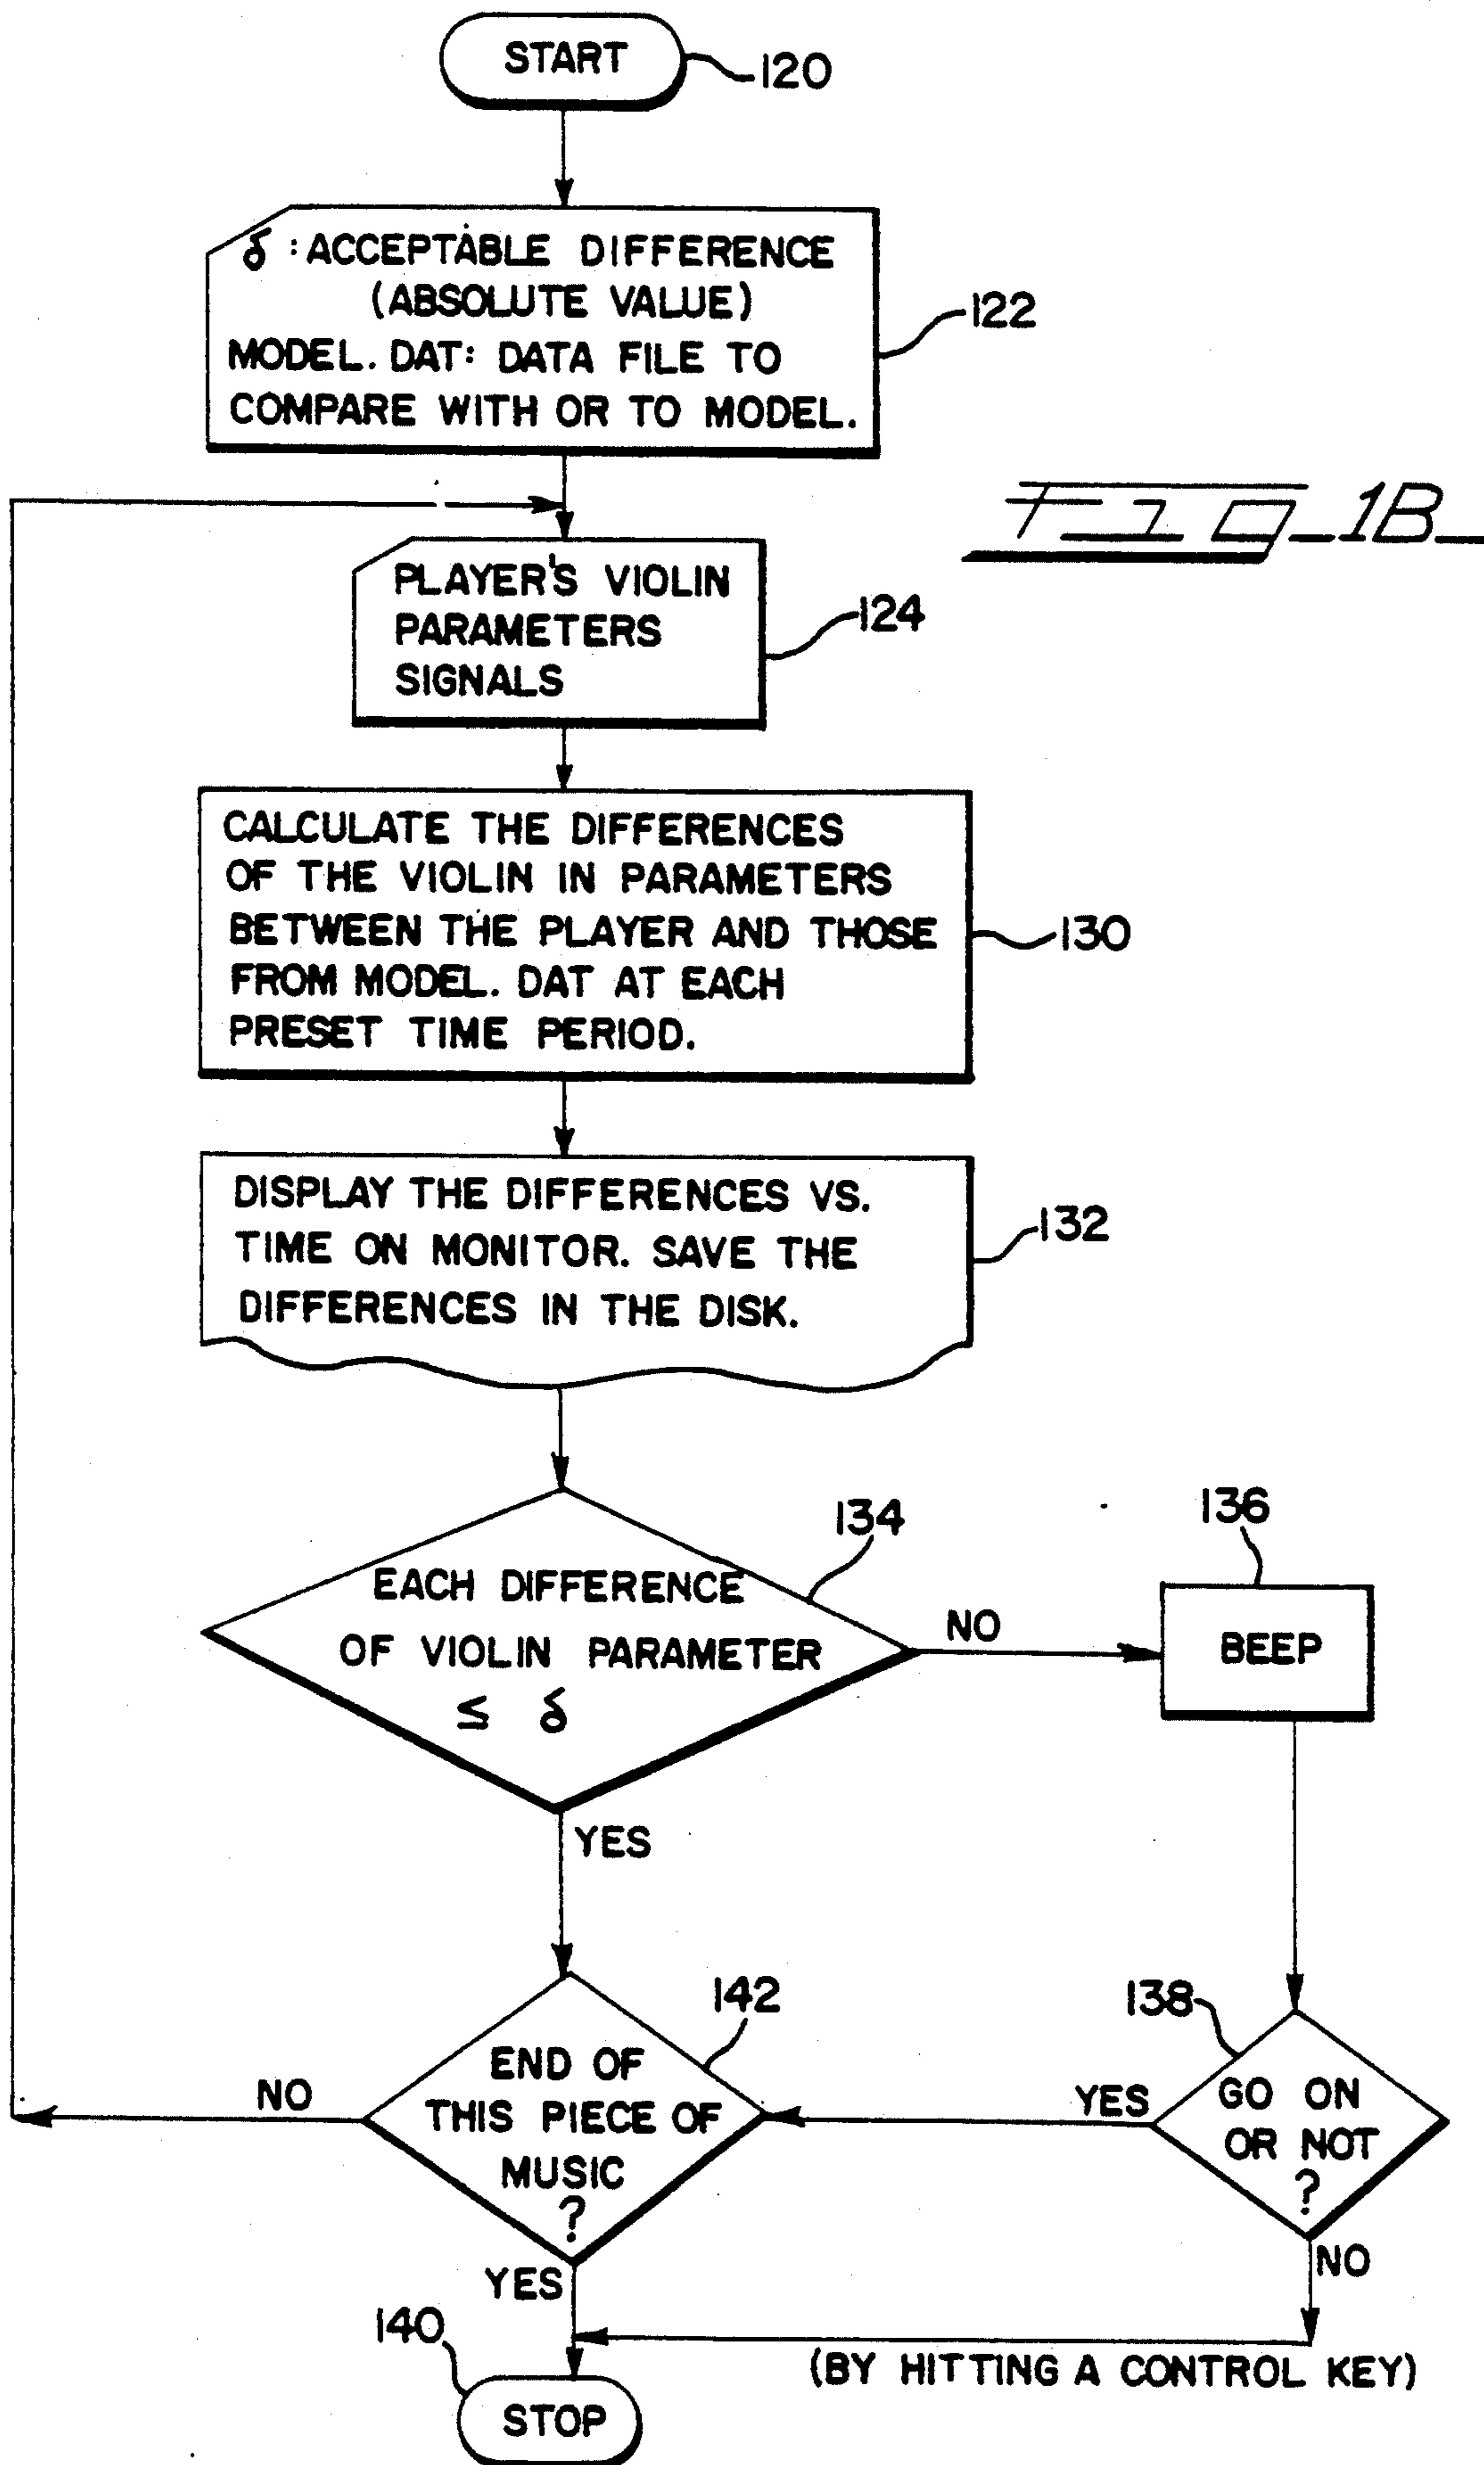 START
120
δ : ACCEPTABLE DIFFERENCE
(ABSOLUTE VALUE)
MODEL. DAT: DATA FILE TO
COMPARE WITH OR TO MODEL.
122
FIG_1B_
PLAYER'S VIOLIN
PARAMETERS
SIGNALS
124
CALCULATE THE DIFFERENCES
OF THE VIOLIN IN PARAMETERS
BETWEEN THE PLAYER AND THOSE
FROM MODEL. DAT AT EACH
PRESET TIME PERIOD.
130
DISPLAY THE DIFFERENCES VS.
TIME ON MONITOR. SAVE THE
DIFFERENCES IN THE DISK.
132
EACH DIFFERENCE
OF VIOLIN PARAMETER
≤ δ
134
NO
136
BEEP
YES
END OF
THIS PIECE OF
MUSIC
?
142
NO
138
GO ON
OR NOT
?
YES
NO
YES
(BY HITTING A CONTROL KEY)
140
STOP